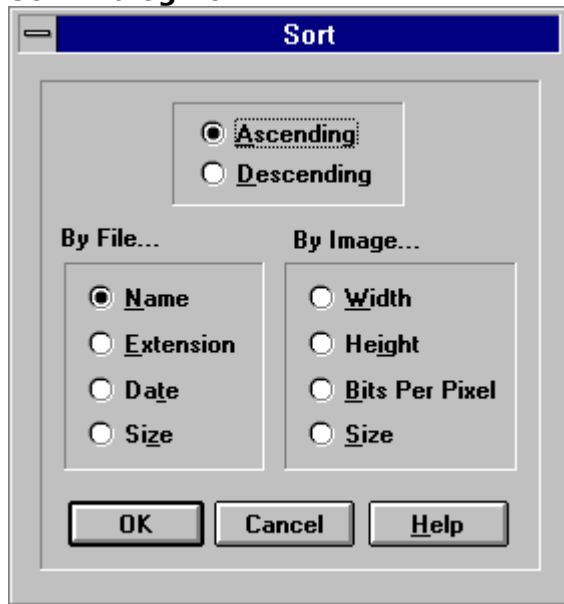 Sort
Ascending
Descending
By File...
Name
Extension
Date
Size
By Image...
Width
Height
Bits Per Pixel
Size
OK
Cancel
Help